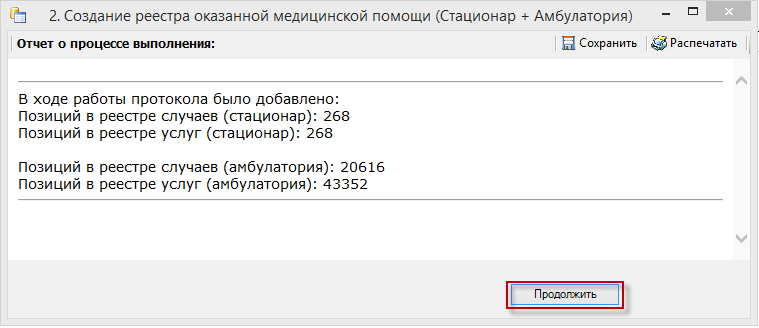 2. Создание реестра оказанной медицинской помощи (Стационар + Амбулатория)
Отчет о процессе выполнения: Сохранить Распечатать
В ходе работы протокола было добавлено:
Позиций в реестре случаев (стационар): 268
Позиций в реестре услуг (стационар): 268
Позиций в реестре случаев (амбулатория): 20616
Позиций в реестре услуг (амбулатория): 43352
Продолжить